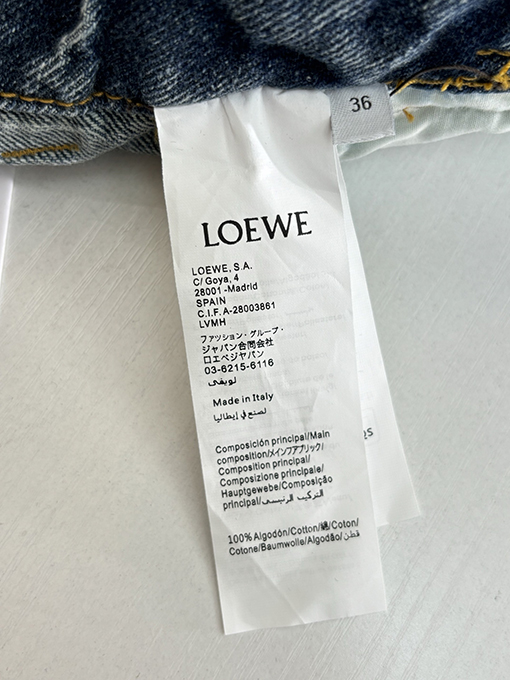 36
LOEWE
LOEWE, S.A.
C/ Goya, 4
28001 -Madrid
SPAIN
C.I.F. A-28003861
LVMH
ファッション・グループ・
ジャパン合同会社
ロエベジャパン
03-6215-6116
لويفي
Made in Italy
لصنع في إيطاليا
Composición principal/Main
composition/メインファブリック/
Composition principal/
Composizione principale/
Hauptgewebe/Composição
principal/التركيب الرئيسى/
100% Algodón/Cotton/綿/Coton/
Cotone/Baumwolle/Algodão/قطن